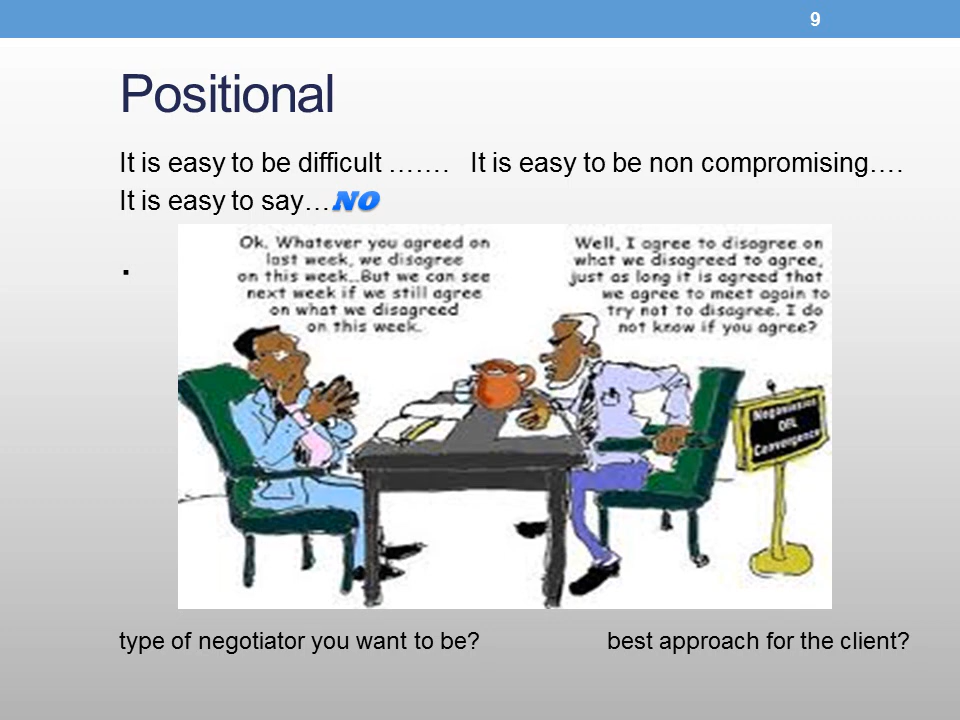 9
Positional
It is easy to be difficult ……. It is easy to be non compromising….
It is easy to say…NO
.
Ok. Whatever you agreed on
last week, we disagree
on this week...But we can see
next week if we still agree
on what we disagreed
on this week.
Well, I agree to disagree on
what we disagreed to agree,
just as long it is agreed that
we agree to meet again to
try not to disagree. I do
not know if you agree?
Convergence
type of negotiator you want to be? best approach for the client?